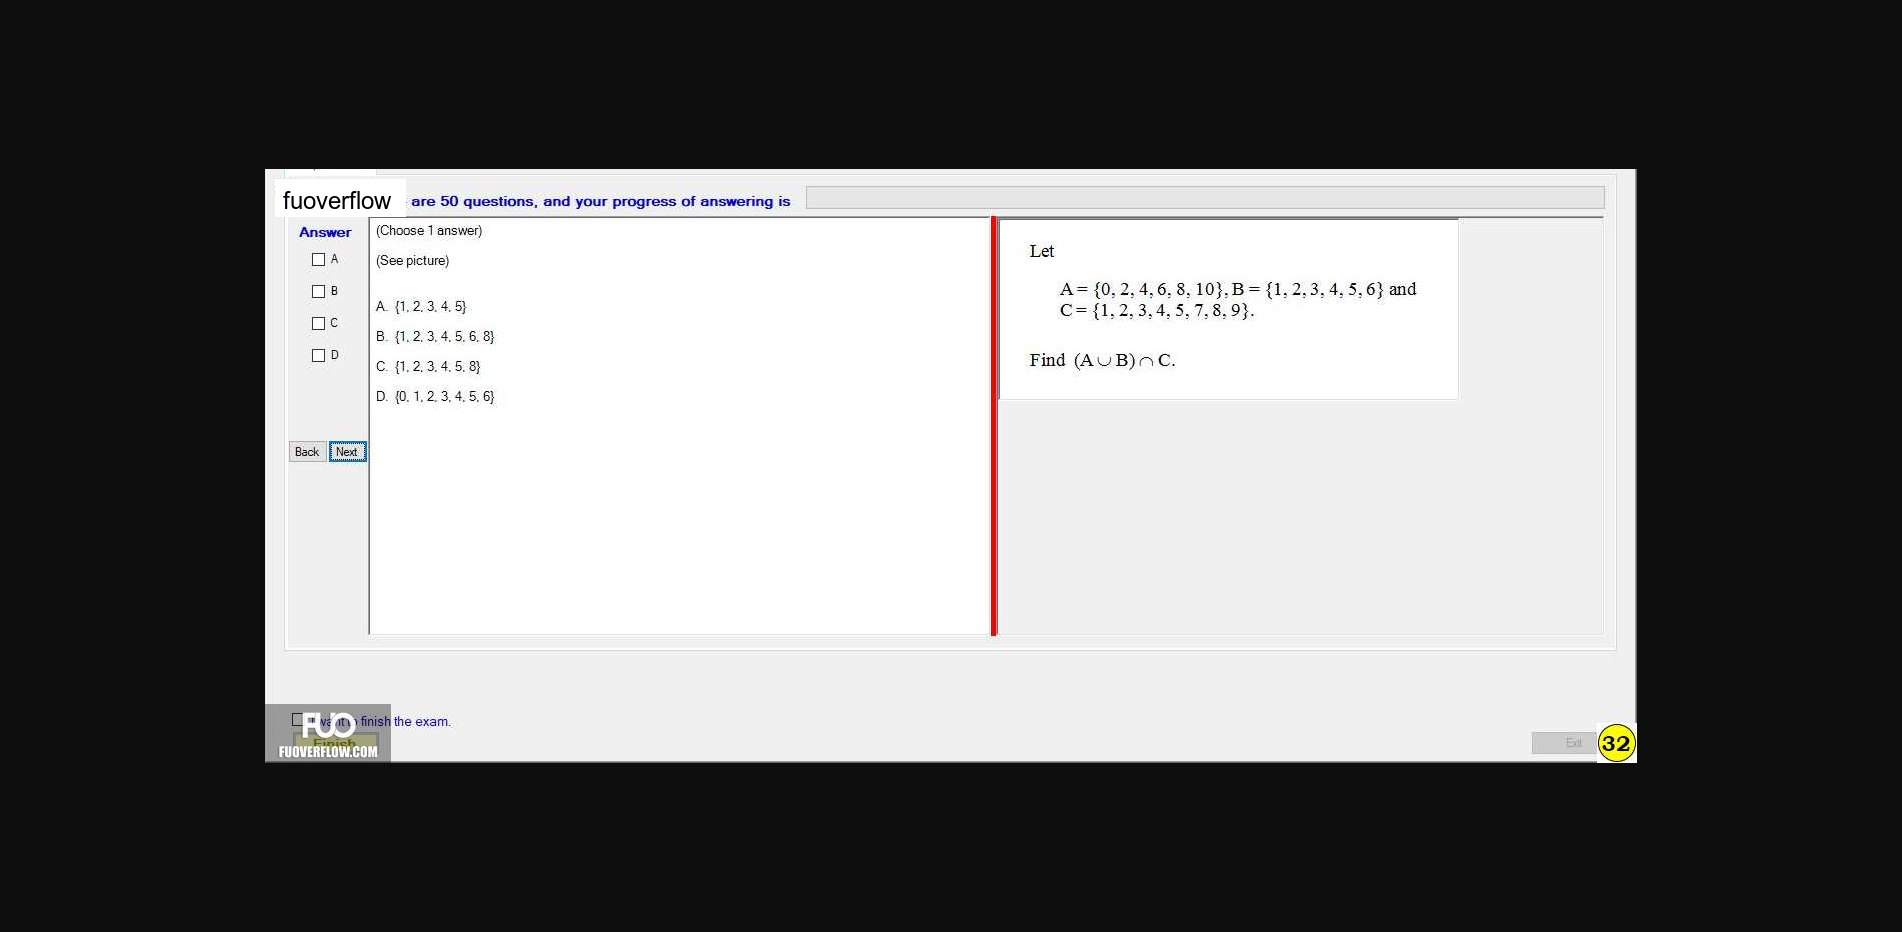 fuoverflow are 50 questions, and your progress of answering is
Answer
A
B
C
D
Back Next
(Choose 1 answer)
(See picture)
A. {1, 2, 3, 4, 5}
B. {1, 2, 3, 4, 5, 6, 8}
C. {1, 2, 3, 4, 5, 8}
D. {0, 1, 2, 3, 4, 5, 6}
Let
A = {0, 2, 4, 6, 8, 10}, B = {1, 2, 3, 4, 5, 6} and
C = {1, 2, 3, 4, 5, 7, 8, 9}.
Find (A ∪ B) ∩ C.
I want to finish the exam.
FUO
Finish
FUOVERFLOW.COM
Exit
32